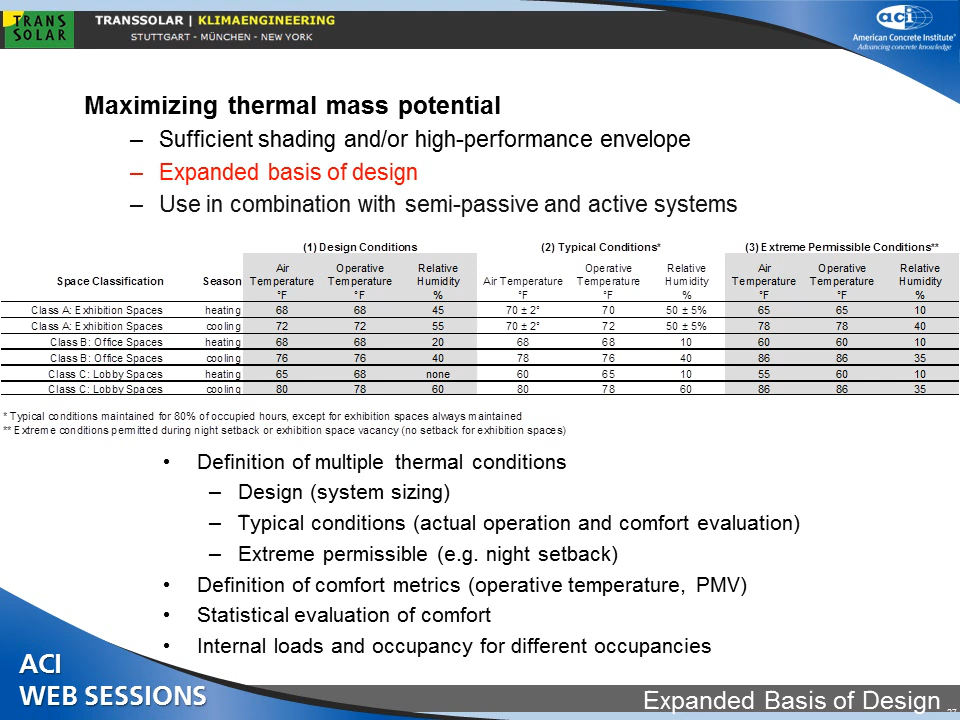 TRANS
SOLAR
TRANSSOLAR | KLIMAENGINEERING
STUTTGART - MÜNCHEN - NEW YORK
aci
American Concrete Institute®
Advancing concrete knowledge
Maximizing thermal mass potential
– Sufficient shading and/or high-performance envelope
– Expanded basis of design
– Use in combination with semi-passive and active systems
(1) Design Conditions (2) Typical Conditions* (3) Extreme Permissible Conditions**
Air Operative Relative Operative Relative Air Operative Relative
Space Classification Season Temperature Temperature Humidity Air Temperature Temperature Humidity Temperature Temperature Humidity
°F °F % °F °F % °F °F %
Class A: Exhibition Spaces heating 68 68 45 70 ± 2° 70 50 ± 5% 65 65 10
Class A: Exhibition Spaces cooling 72 72 55 70 ± 2° 72 50 ± 5% 78 78 40
Class B: Office Spaces heating 68 68 20 68 68 10 60 60 10
Class B: Office Spaces cooling 76 76 40 78 76 40 86 86 35
Class C: Lobby Spaces heating 65 68 none 60 65 10 55 60 10
Class C: Lobby Spaces cooling 80 78 60 80 78 60 86 86 35
* Typical conditions maintained for 80% of occupied hours, except for exhibition spaces always maintained
** Extreme conditions permitted during night setback or exhibition space vacancy (no setback for exhibition spaces)
• Definition of multiple thermal conditions
– Design (system sizing)
– Typical conditions (actual operation and comfort evaluation)
– Extreme permissible (e.g. night setback)
• Definition of comfort metrics (operative temperature, PMV)
• Statistical evaluation of comfort
• Internal loads and occupancy for different occupancies
ACI
WEB SESSIONS
Expanded Basis of Design